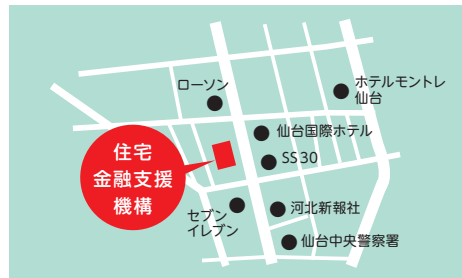 ローソン
ホテルモントレ
仙台
仙台国際ホテル
SS30
住宅
金融支援
機構
セブン
イレブン
河北新報社
仙台中央警察署